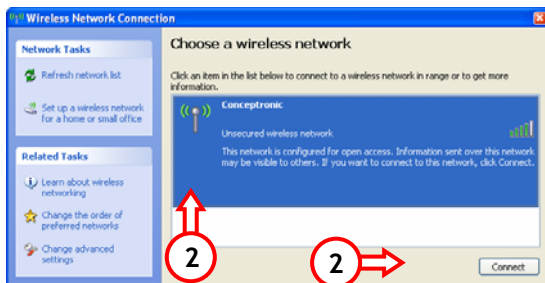 Wireless Network Connection
Network Tasks
Refresh network list
Set up a wireless network
for a home or small office
Related Tasks
Learn about wireless
networking
Change the order of
preferred networks
Change advanced
settings
Choose a wireless network
Click an item in the list below to connect to a wireless network in range or to get more
information.
Conceptronic
Unsecured wireless network
This network is configured for open access. Information sent over this network
may be visible to others. If you want to connect to this network, click Connect.
2
2
Connect